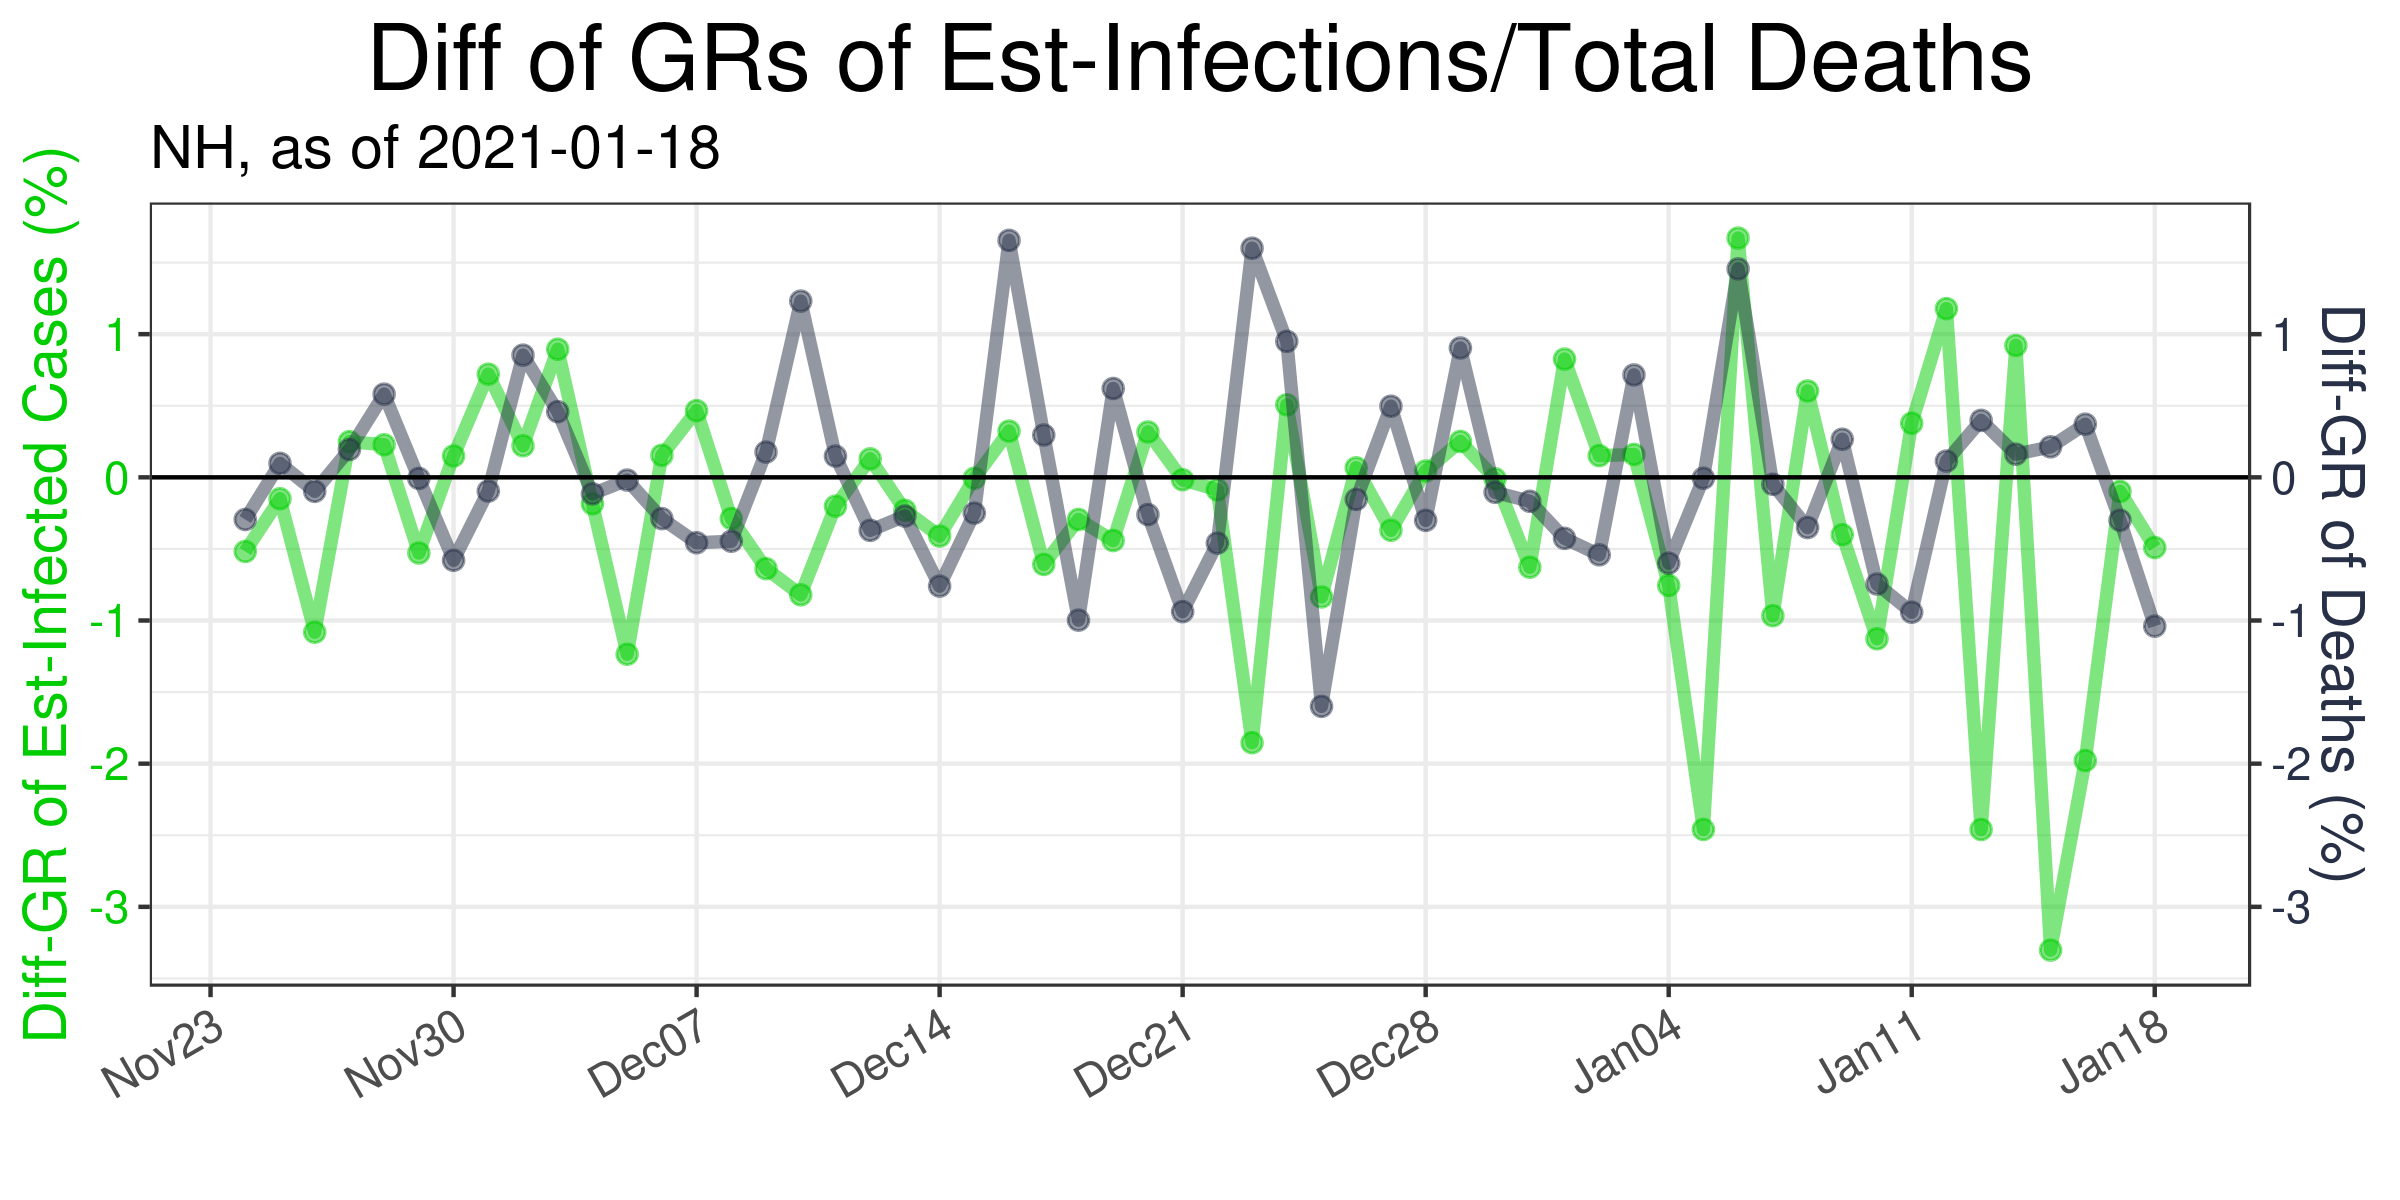 Diff of GRs of Est-Infections/Total Deaths
NH, as of 2021-01-18
Diff-GR of Est-Infected Cases (%)
1
0
-1
-2
-3
1
0
-1
-2
-3
Diff-GR of Deaths (%)
Nov23
Nov30
Dec07
Dec14
Dec21
Dec28
Jan04
Jan11
Jan18